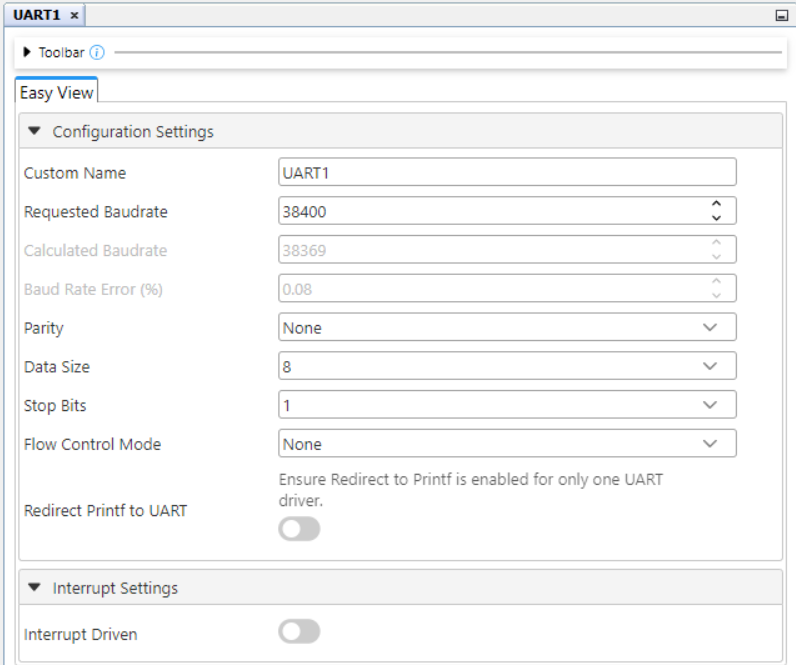 UART1 ×
Toolbar
Easy View
Configuration Settings
Custom Name UART1
Requested Baudrate 38400
Calculated Baudrate 38369
Baud Rate Error (%) 0.08
Parity None
Data Size 8
Stop Bits 1
Flow Control Mode None
Ensure Redirect to Printf is enabled for only one UART
driver.
Redirect Printf to UART
Interrupt Settings
Interrupt Driven